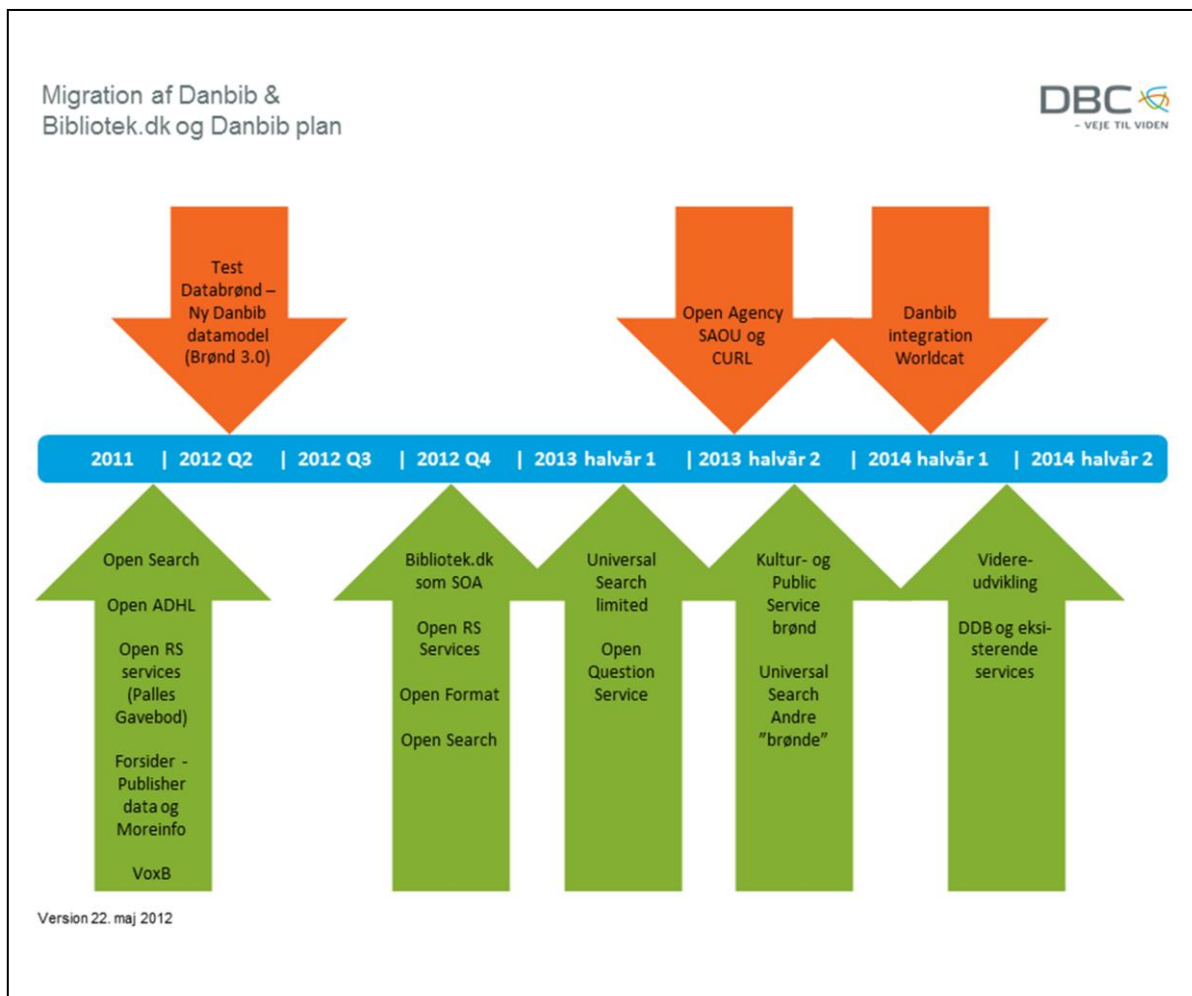 Migration af Danbib &
Bibliotek.dk og Danbib plan
DBC
- VEJE TIL VIDEN
Test
Databrønd –
Ny Danbib
datamodel
(Brønd 3.0)
Open Agency
SAOU og
CURL
Danbib
integration
Worldcat
2011 | 2012 Q2 | 2012 Q3 | 2012 Q4 | 2013 halvår 1 | 2013 halvår 2 | 2014 halvår 1 | 2014 halvår 2
Open Search
Open ADHL
Open RS
services
(Palles
Gavebod)
Forsider -
Publisher
data og
Moreinfo
VoxB
Bibliotek.dk
som SOA
Open RS
Services
Open Format
Open Search
Universal
Search
limited
Open
Question
Service
Kultur- og
Public
Service
brønd
Universal
Search
Andre
”brønde”
Videre-
udvikling
DDB og eksi-
sterende
services
Version 22. maj 2012